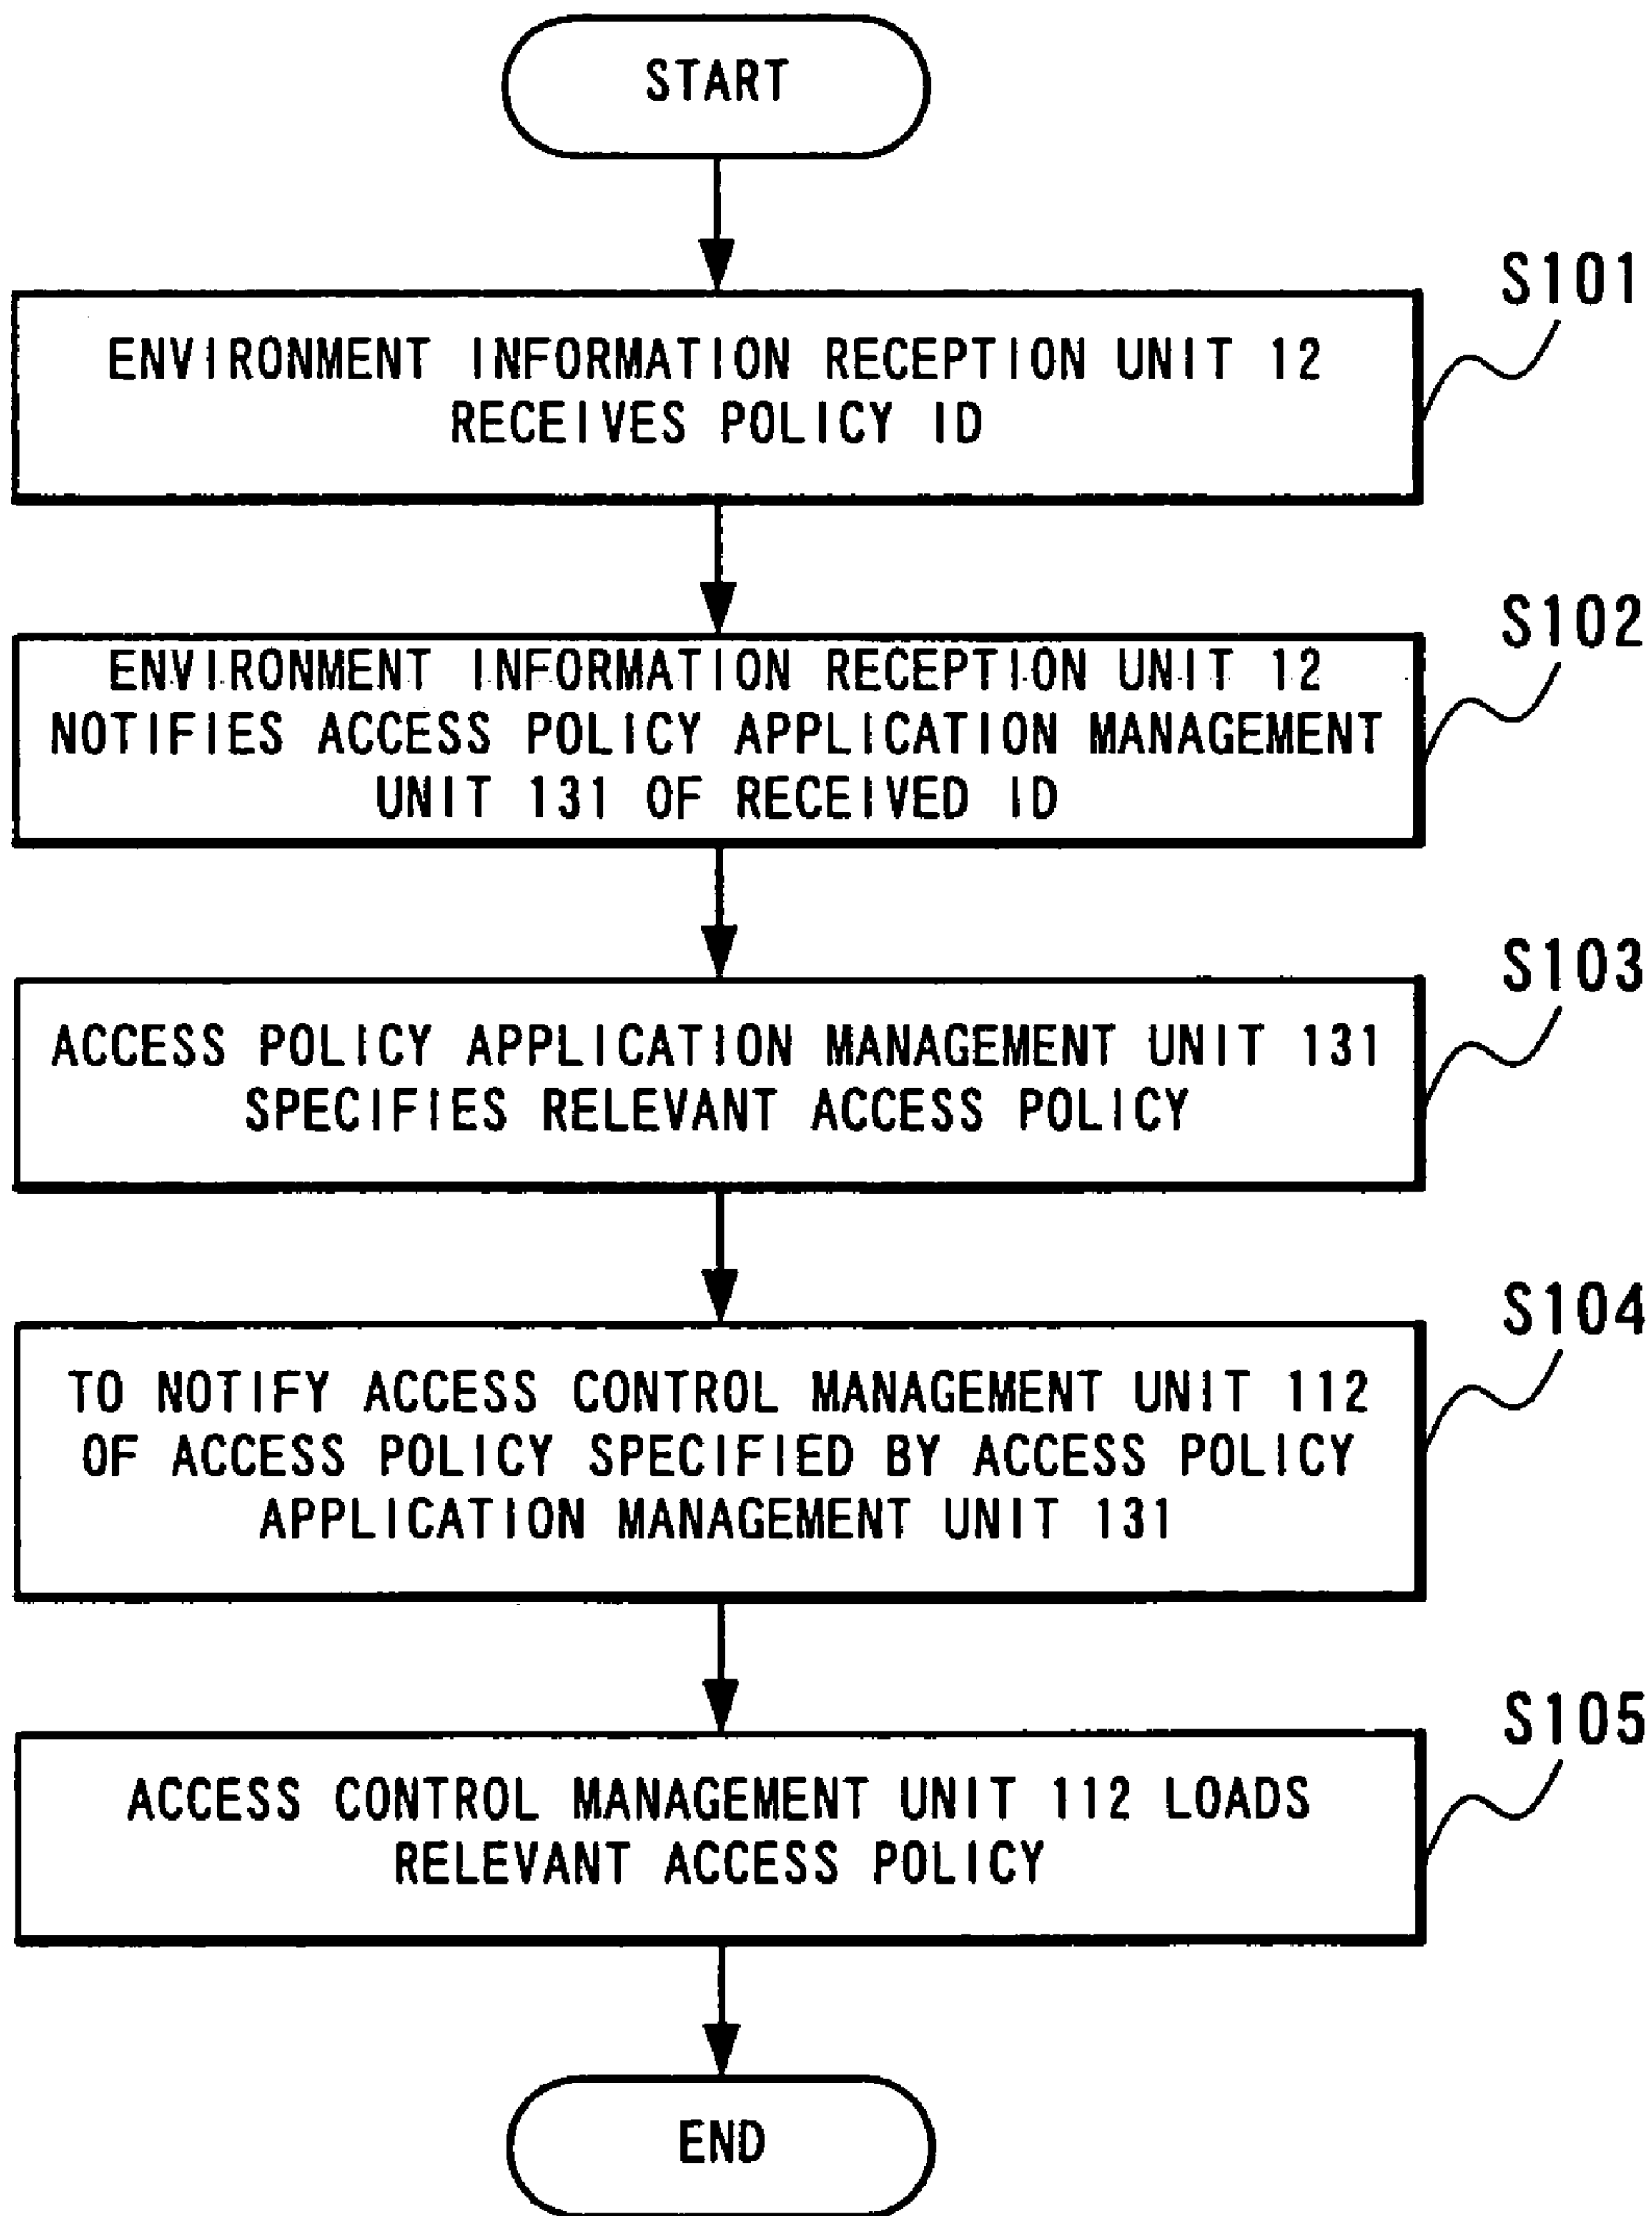 START
S101
ENVIRONMENT INFORMATION RECEPTION UNIT 12
RECEIVES POLICY ID
S102
ENVIRONMENT INFORMATION RECEPTION UNIT 12
NOTIFIES ACCESS POLICY APPLICATION MANAGEMENT
UNIT 131 OF RECEIVED ID
S103
ACCESS POLICY APPLICATION MANAGEMENT UNIT 131
SPECIFIES RELEVANT ACCESS POLICY
S104
TO NOTIFY ACCESS CONTROL MANAGEMENT UNIT 112
OF ACCESS POLICY SPECIFIED BY ACCESS POLICY
APPLICATION MANAGEMENT UNIT 131
S105
ACCESS CONTROL MANAGEMENT UNIT 112 LOADS
RELEVANT ACCESS POLICY
END